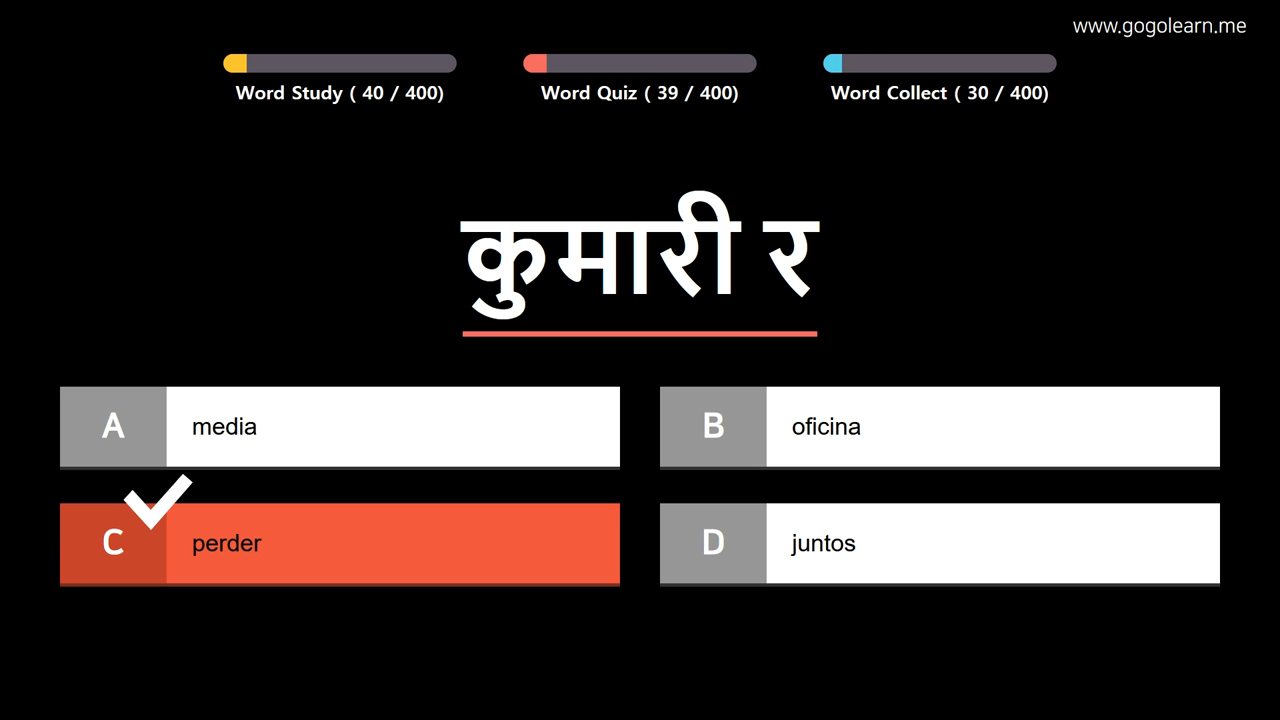 www.gogolearn.me
Word Study ( 40 / 400)
Word Quiz ( 39 / 400)
Word Collect ( 30 / 400)
कुमारी र
A media
B oficina
C perder
D juntos